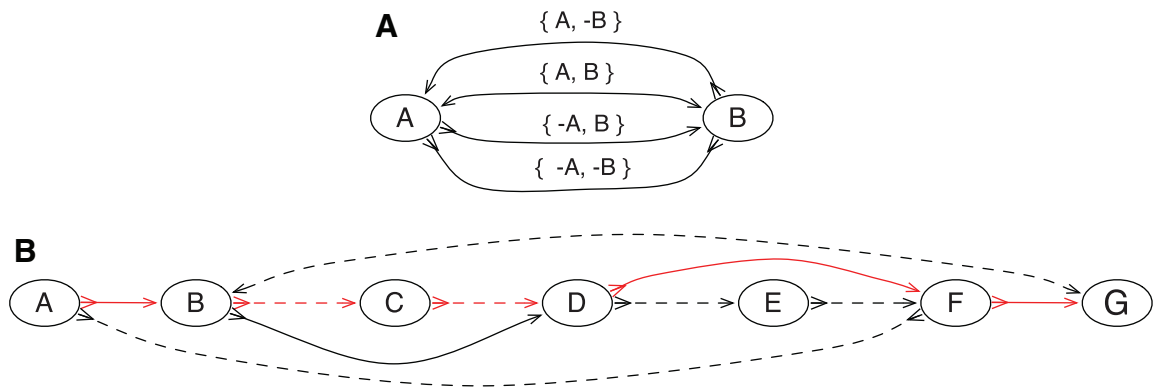 A
{ A, -B }
{ A, B }
A
B
{ -A, B }
{ -A, -B }
B
A
B
C
D
E
F
G